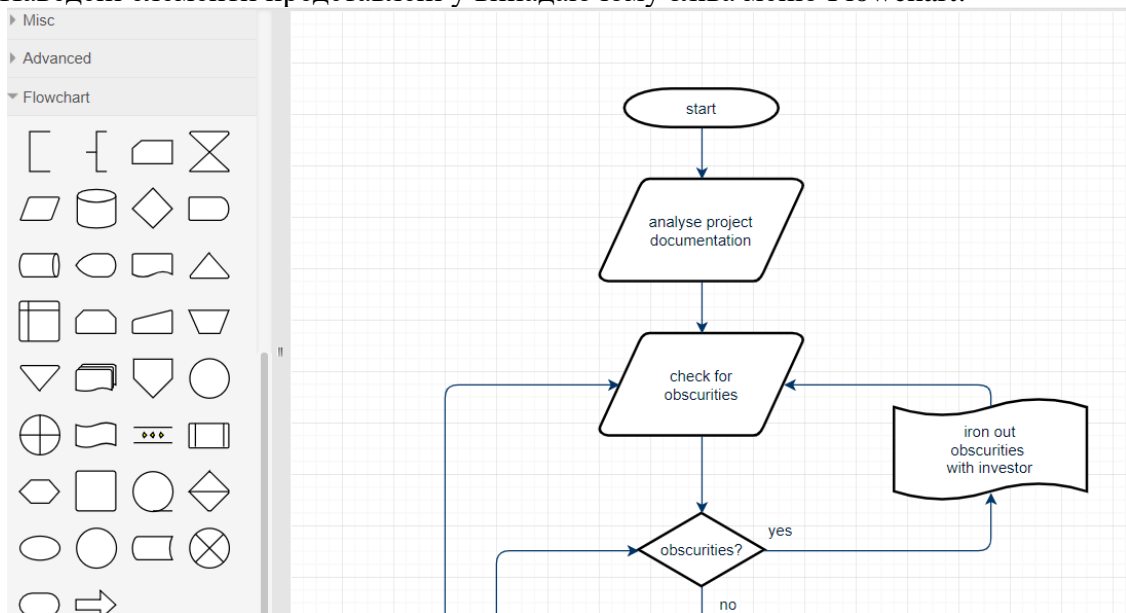 Misc
Advanced
Flowchart
start
analyse project
documentation
check for
obscurities
iron out
obscurities
with investor
obscurities?
yes
no